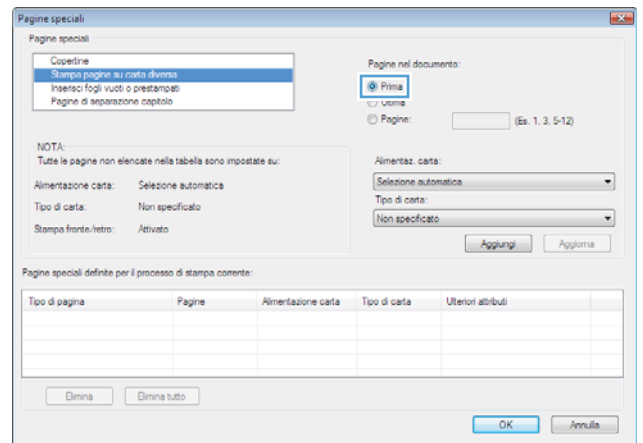 Pagine speciali
Pagine speciali
Copertine
Stampa pagine su carta diversa
Inserisci fogli vuoti o prestampati
Pagine di separazione capitolo
Pagine nel documento:
Prima
Ultima
Pagine:
(Es. 1, 3, 5-12)
NOTA:
Tutte le pagine non elencate nella tabella sono impostate su:
Alimentazione carta: Selezione automatica
Tipo di carta: Non specificato
Stampa fronte/retro: Attivato
Alimentaz. carta:
Selezione automatica
Tipo di carta:
Non specificato
Aggiungi Aggiorna
Pagine speciali definite per il processo di stampa corrente:
Tipo di pagina Pagine Alimentazione carta Tipo di carta Ulteriori attributi
Elimina Elimina tutto
OK Annulla